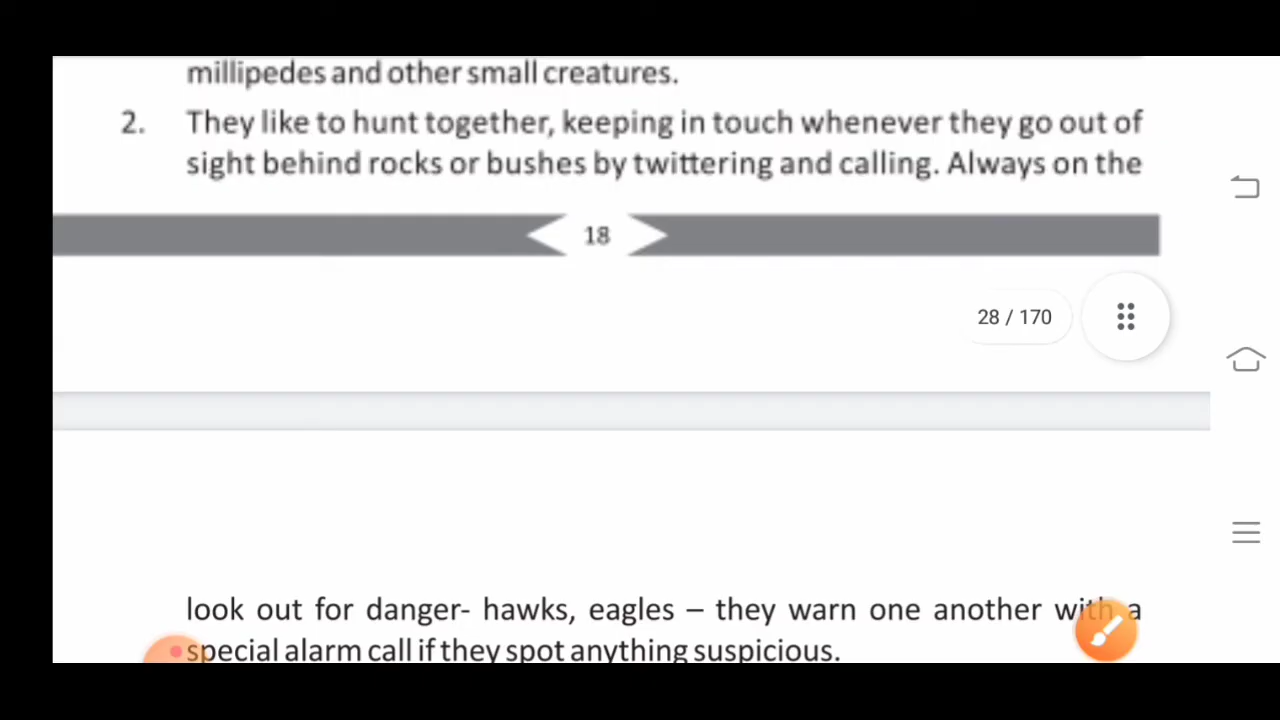 millipedes and other small creatures.
2. They like to hunt together, keeping in touch whenever they go out of
sight behind rocks or bushes by twittering and calling. Always on the
18
28 / 170
look out for danger- hawks, eagles – they warn one another with a
special alarm call if they spot anything suspicious.